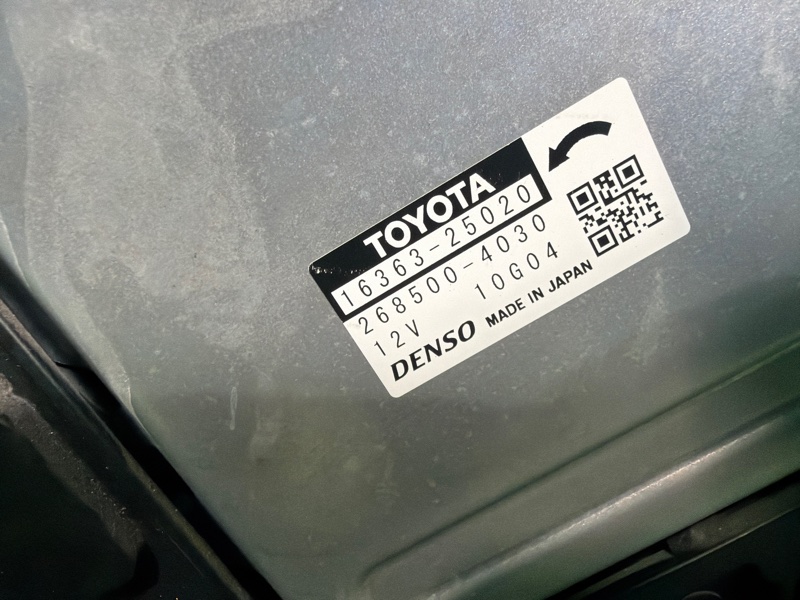 TOYOTA
16363-25020
268500-4030
12V 10G04
DENSO MADE IN JAPAN